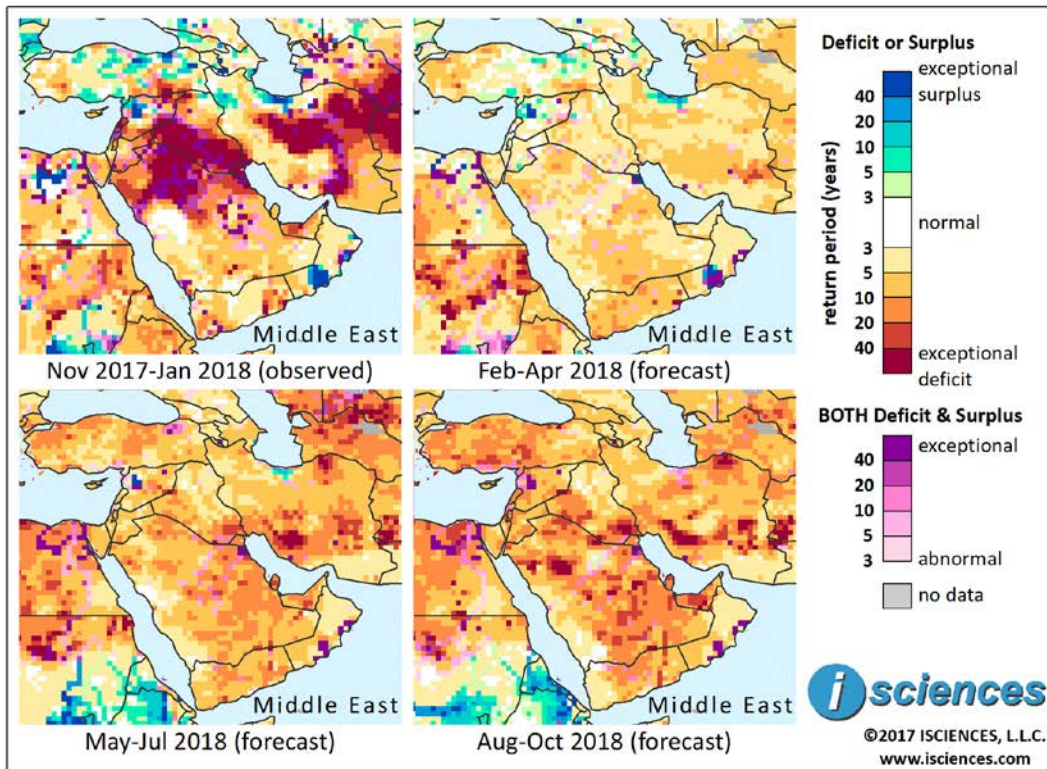 Middle East
Nov 2017-Jan 2018 (observed)
Middle East
Feb-Apr 2018 (forecast)
Middle East
May-Jul 2018 (forecast)
Middle East
Aug-Oct 2018 (forecast)
Deficit or Surplus
return period (years)
exceptional
surplus
40
20
10
5
3
normal
3
5
10
20
40
exceptional
deficit
BOTH Deficit & Surplus
exceptional
40
20
10
5
3
abnormal
no data
i sciences
©2017 ISCIENCES, L.L.C.
www.isciences.com